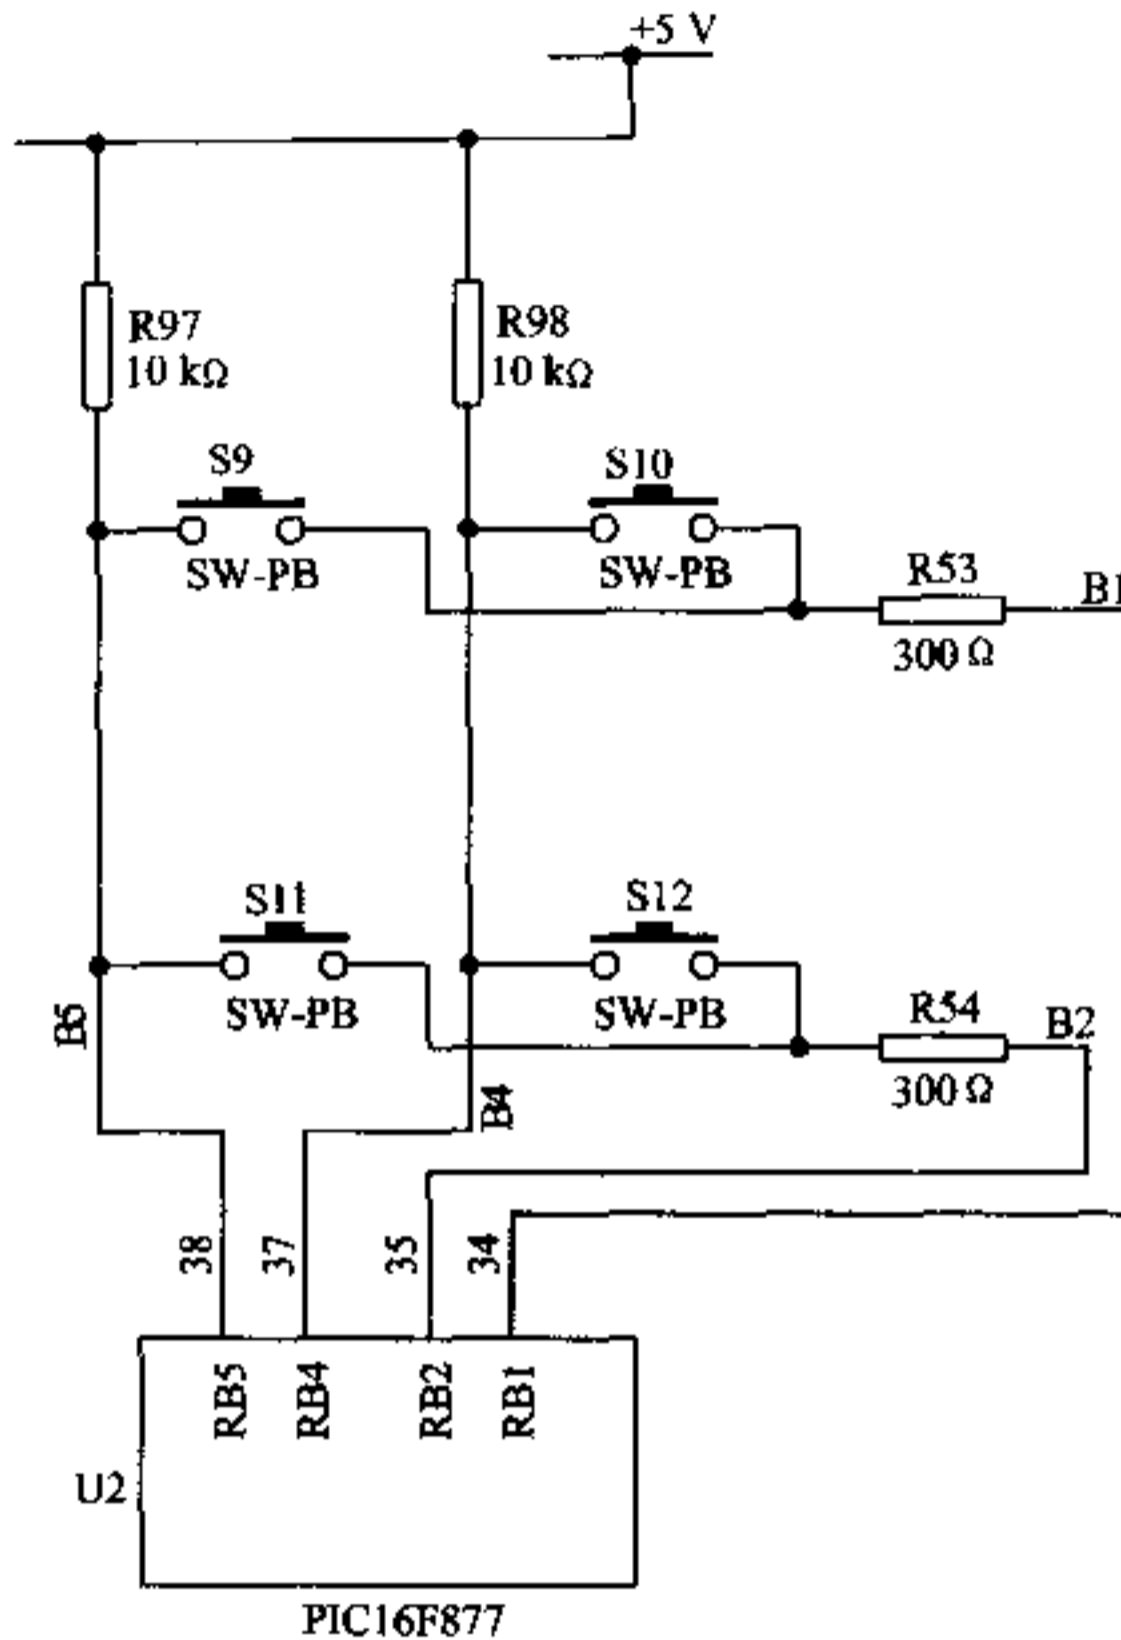 +5 V
R97
10 kΩ
R98
10 kΩ
S9
SW-PB
S10
SW-PB
R53
300 Ω
B1
S11
SW-PB
S12
SW-PB
R54
300 Ω
B2
B5
B4
38
37
35
34
RB5
RB4
RB2
RB1
U2
PIC16F877